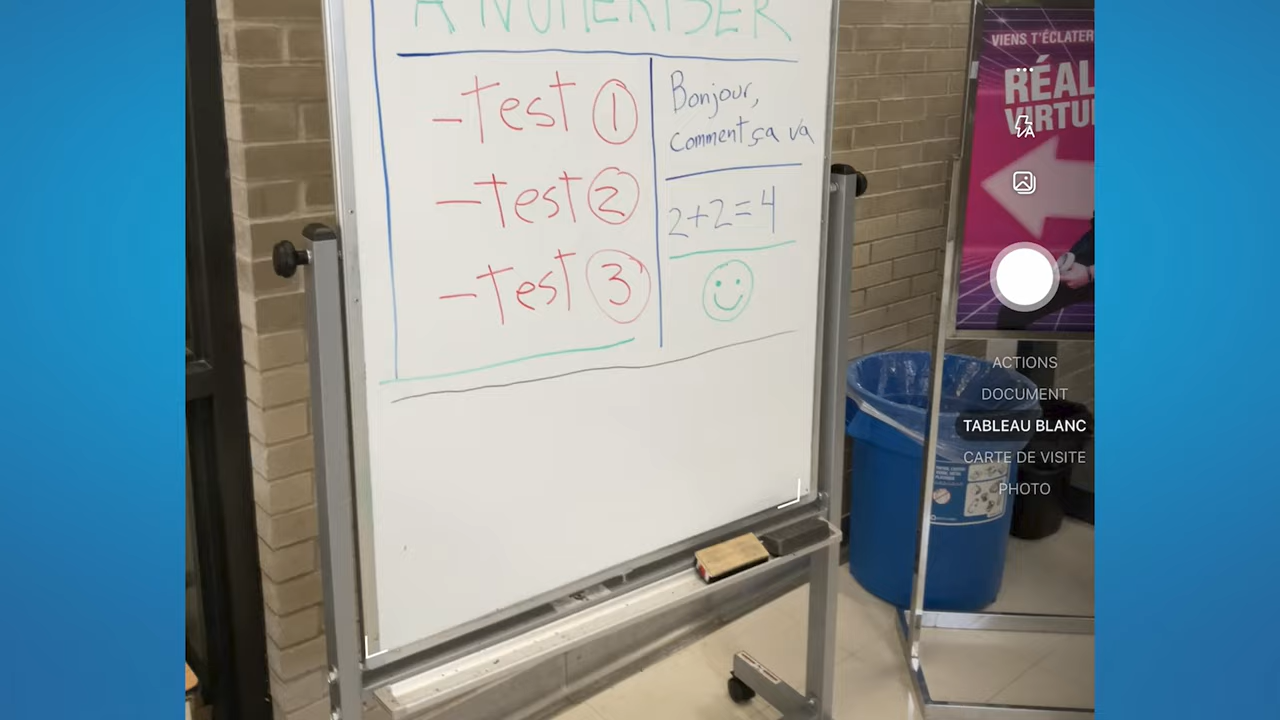 À NUMÉRISER
- Test ①
- Test ②
- Test ③
Bonjour,
comment ça va
2+2=4
VIENS T'ÉCLATER
RÉAL
VIRTU
ACTIONS
DOCUMENT
TABLEAU BLANC
CARTE DE VISITE
PHOTO